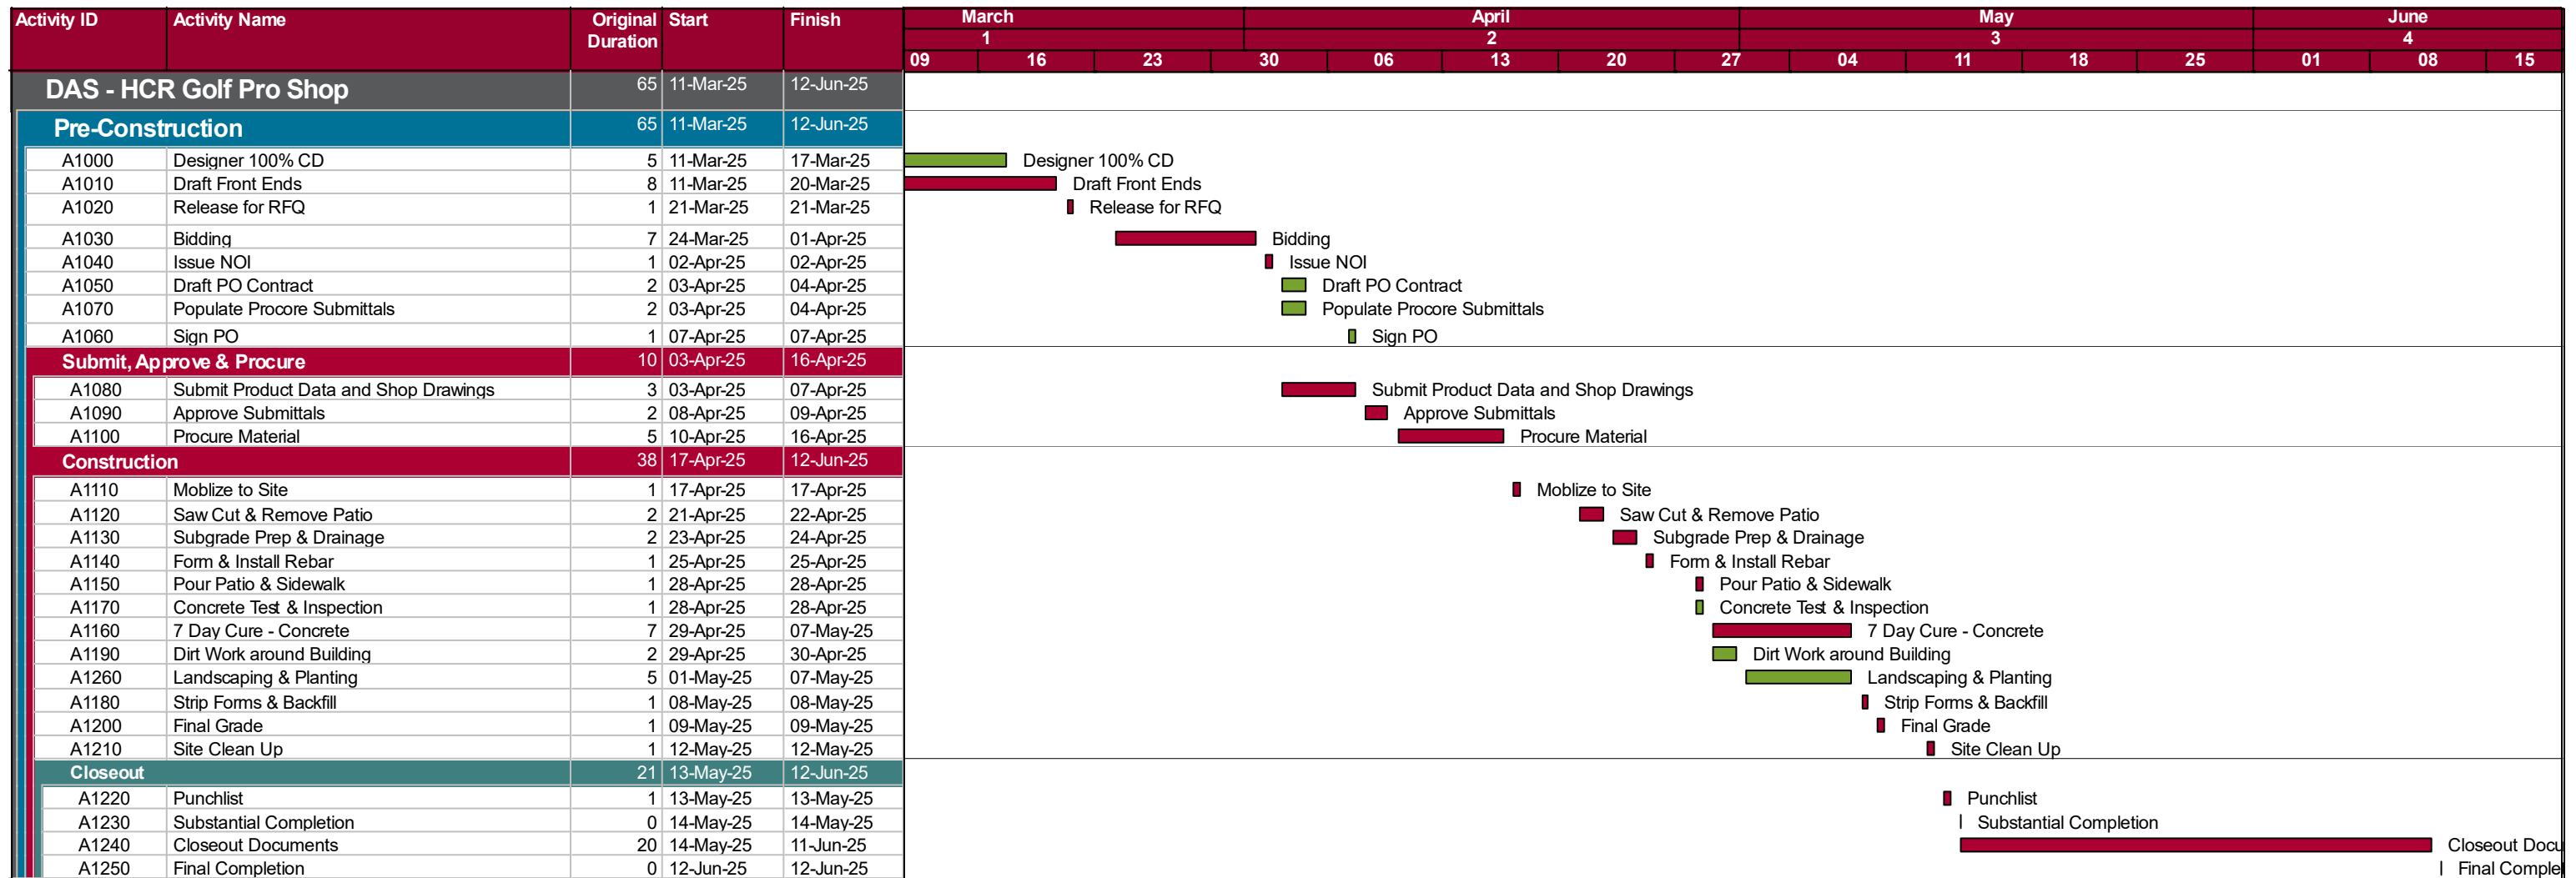 Activity ID Activity Name Original Duration Start Finish March April May June
1 2 3 4
09 16 23 30 06 13 20 27 04 11 18 25 01 08 15
DAS - HCR Golf Pro Shop 65 11-Mar-25 12-Jun-25
Pre-Construction 65 11-Mar-25 12-Jun-25
A1000 Designer 100% CD 5 11-Mar-25 17-Mar-25 Designer 100% CD
A1010 Draft Front Ends 8 11-Mar-25 20-Mar-25 Draft Front Ends
A1020 Release for RFQ 1 21-Mar-25 21-Mar-25 Release for RFQ
A1030 Bidding 7 24-Mar-25 01-Apr-25 Bidding
A1040 Issue NOI 1 02-Apr-25 02-Apr-25 Issue NOI
A1050 Draft PO Contract 2 03-Apr-25 04-Apr-25 Draft PO Contract
A1070 Populate Procore Submittals 2 03-Apr-25 04-Apr-25 Populate Procore Submittals
A1060 Sign PO 1 07-Apr-25 07-Apr-25 Sign PO
Submit, Approve & Procure 10 03-Apr-25 16-Apr-25
A1080 Submit Product Data and Shop Drawings 3 03-Apr-25 07-Apr-25 Submit Product Data and Shop Drawings
A1090 Approve Submittals 2 08-Apr-25 09-Apr-25 Approve Submittals
A1100 Procure Material 5 10-Apr-25 16-Apr-25 Procure Material
Construction 38 17-Apr-25 12-Jun-25
A1110 Moblize to Site 1 17-Apr-25 17-Apr-25 Moblize to Site
A1120 Saw Cut & Remove Patio 2 21-Apr-25 22-Apr-25 Saw Cut & Remove Patio
A1130 Subgrade Prep & Drainage 2 23-Apr-25 24-Apr-25 Subgrade Prep & Drainage
A1140 Form & Install Rebar 1 25-Apr-25 25-Apr-25 Form & Install Rebar
A1150 Pour Patio & Sidewalk 1 28-Apr-25 28-Apr-25 Pour Patio & Sidewalk
A1170 Concrete Test & Inspection 1 28-Apr-25 28-Apr-25 Concrete Test & Inspection
A1160 7 Day Cure - Concrete 7 29-Apr-25 07-May-25 7 Day Cure - Concrete
A1190 Dirt Work around Building 2 29-Apr-25 30-Apr-25 Dirt Work around Building
A1260 Landscaping & Planting 5 01-May-25 07-May-25 Landscaping & Planting
A1180 Strip Forms & Backfill 1 08-May-25 08-May-25 Strip Forms & Backfill
A1200 Final Grade 1 09-May-25 09-May-25 Final Grade
A1210 Site Clean Up 1 12-May-25 12-May-25 Site Clean Up
Closeout 21 13-May-25 12-Jun-25
A1220 Punchlist 1 13-May-25 13-May-25 Punchlist
A1230 Substantial Completion 0 14-May-25 14-May-25 Substantial Completion
A1240 Closeout Documents 20 14-May-25 11-Jun-25 Closeout Docu
A1250 Final Completion 0 12-Jun-25 12-Jun-25 Final Comple